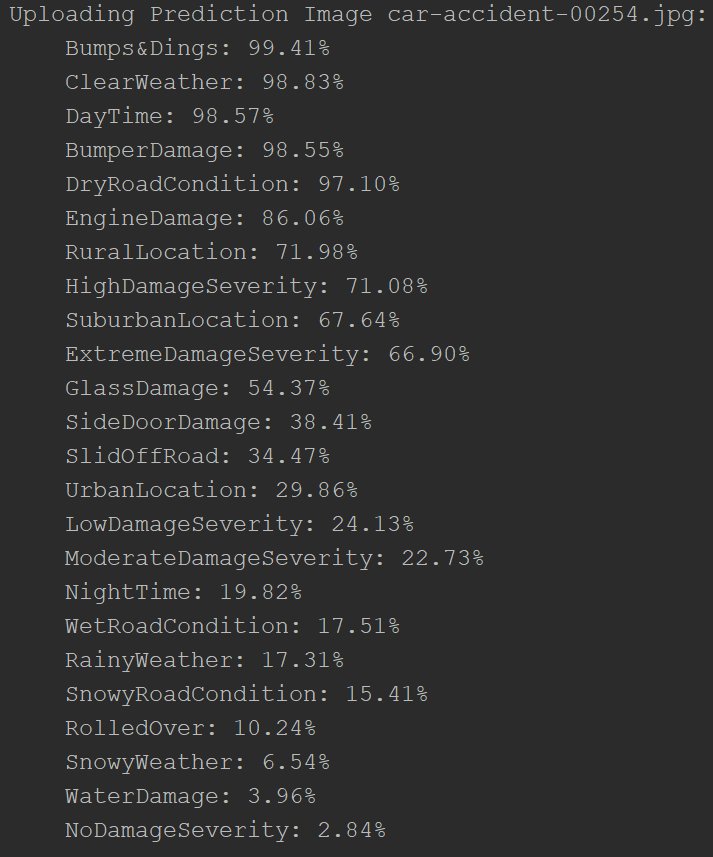 Uploading Prediction Image car-accident-00254.jpg:
Bumps&Dings: 99.41%
ClearWeather: 98.83%
DayTime: 98.57%
BumperDamage: 98.55%
DryRoadCondition: 97.10%
EngineDamage: 86.06%
RuralLocation: 71.98%
HighDamageSeverity: 71.08%
SuburbanLocation: 67.64%
ExtremeDamageSeverity: 66.90%
GlassDamage: 54.37%
SideDoorDamage: 38.41%
SlidOffRoad: 34.47%
UrbanLocation: 29.86%
LowDamageSeverity: 24.13%
ModerateDamageSeverity: 22.73%
NightTime: 19.82%
WetRoadCondition: 17.51%
RainyWeather: 17.31%
SnowyRoadCondition: 15.41%
RolledOver: 10.24%
SnowyWeather: 6.54%
WaterDamage: 3.96%
NoDamageSeverity: 2.84%